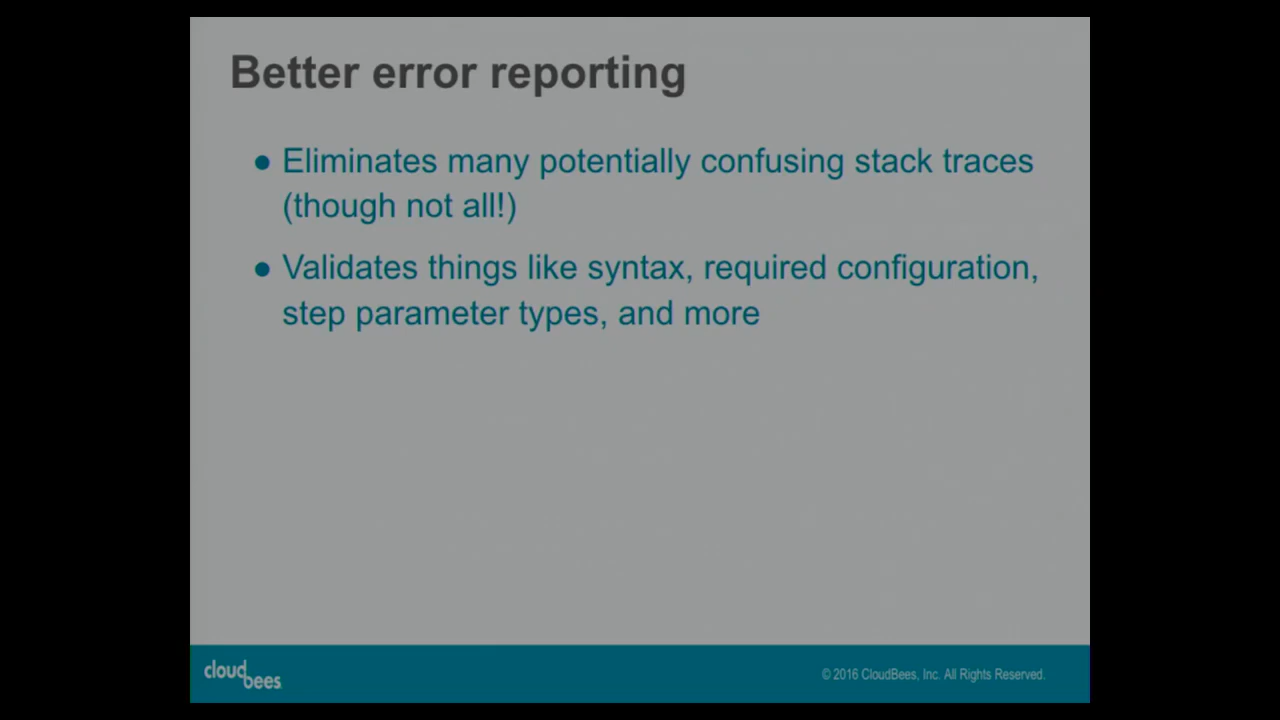 Better error reporting
● Eliminates many potentially confusing stack traces
(though not all!)
● Validates things like syntax, required configuration,
step parameter types, and more
cloudbees
© 2016 CloudBees, Inc. All Rights Reserved.